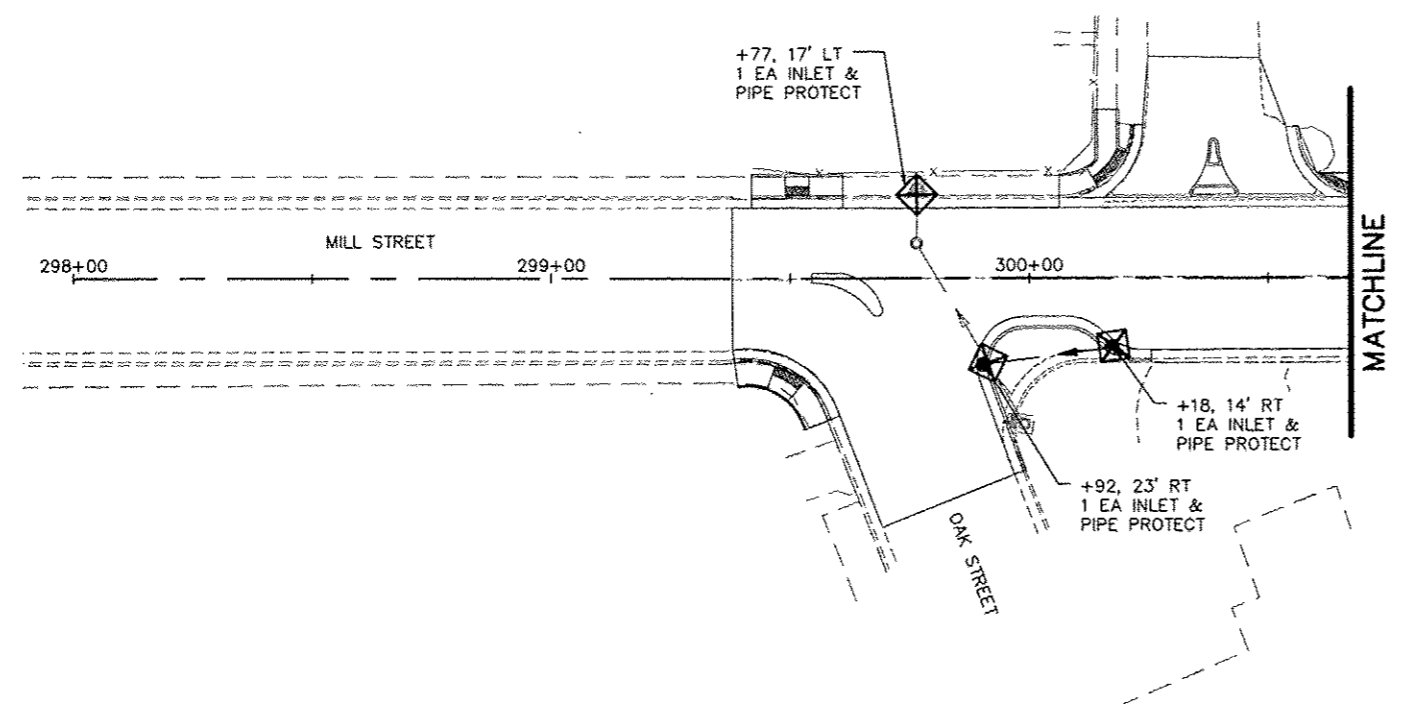 +77, 17' LT
1 EA INLET &
PIPE PROTECT
MILL STREET
298+00
299+00
300+00
MATCHLINE
+18, 14' RT
1 EA INLET &
PIPE PROTECT
+92, 23' RT
1 EA INLET &
PIPE PROTECT
OAK STREET